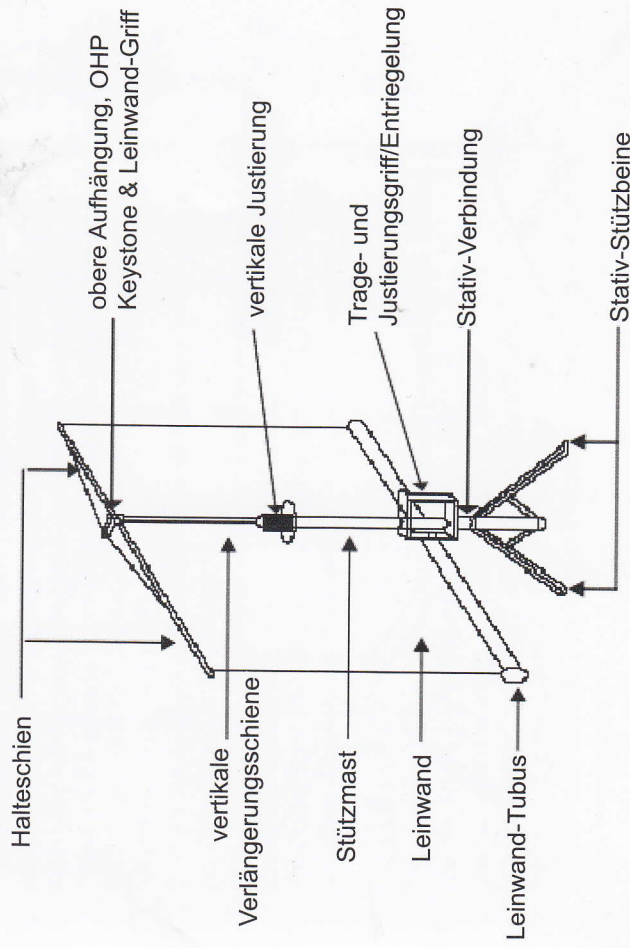 Halteschien
obere Aufhängung, OHP
Keystone & Leinwand-Griff
vertikale
Verlängerungsschiene
vertikale Justierung
Stützmast
Trage- und
Justierungsgriff/Entriegelung
Leinwand
Stativ-Verbindung
Leinwand-Tubus
Stativ-Stützbeine